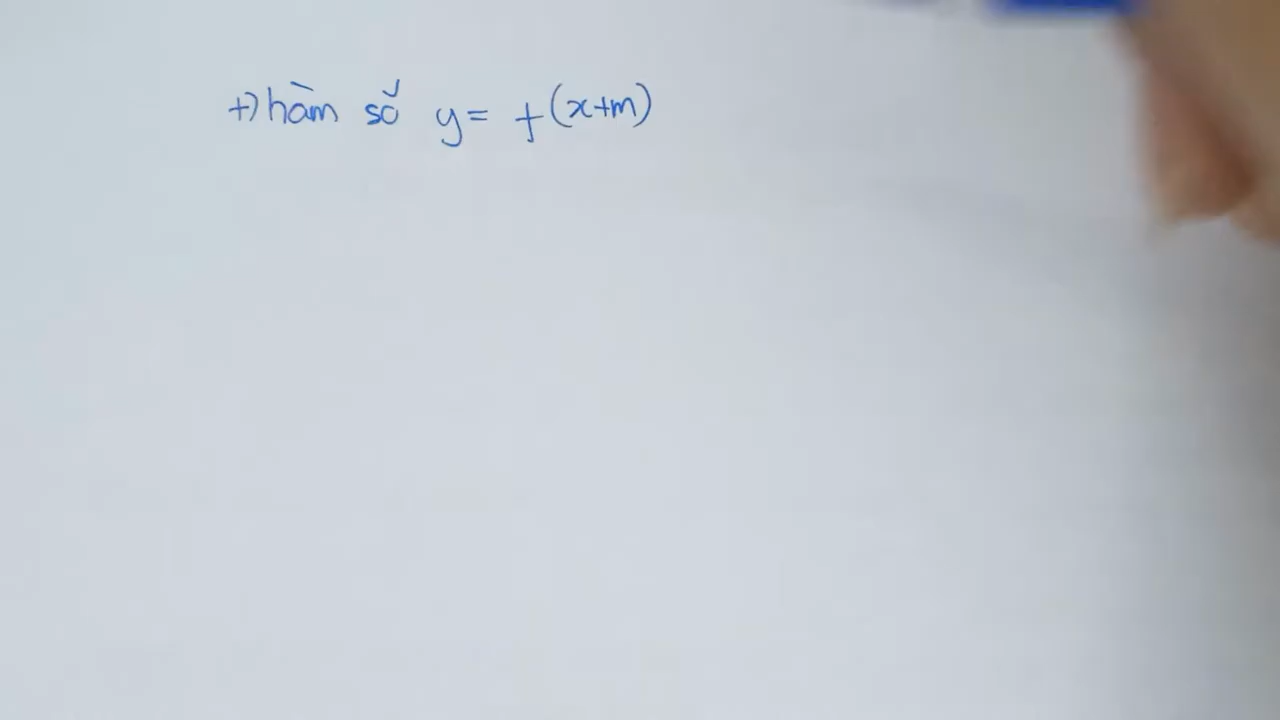 +) hàm số y = f(x+m)